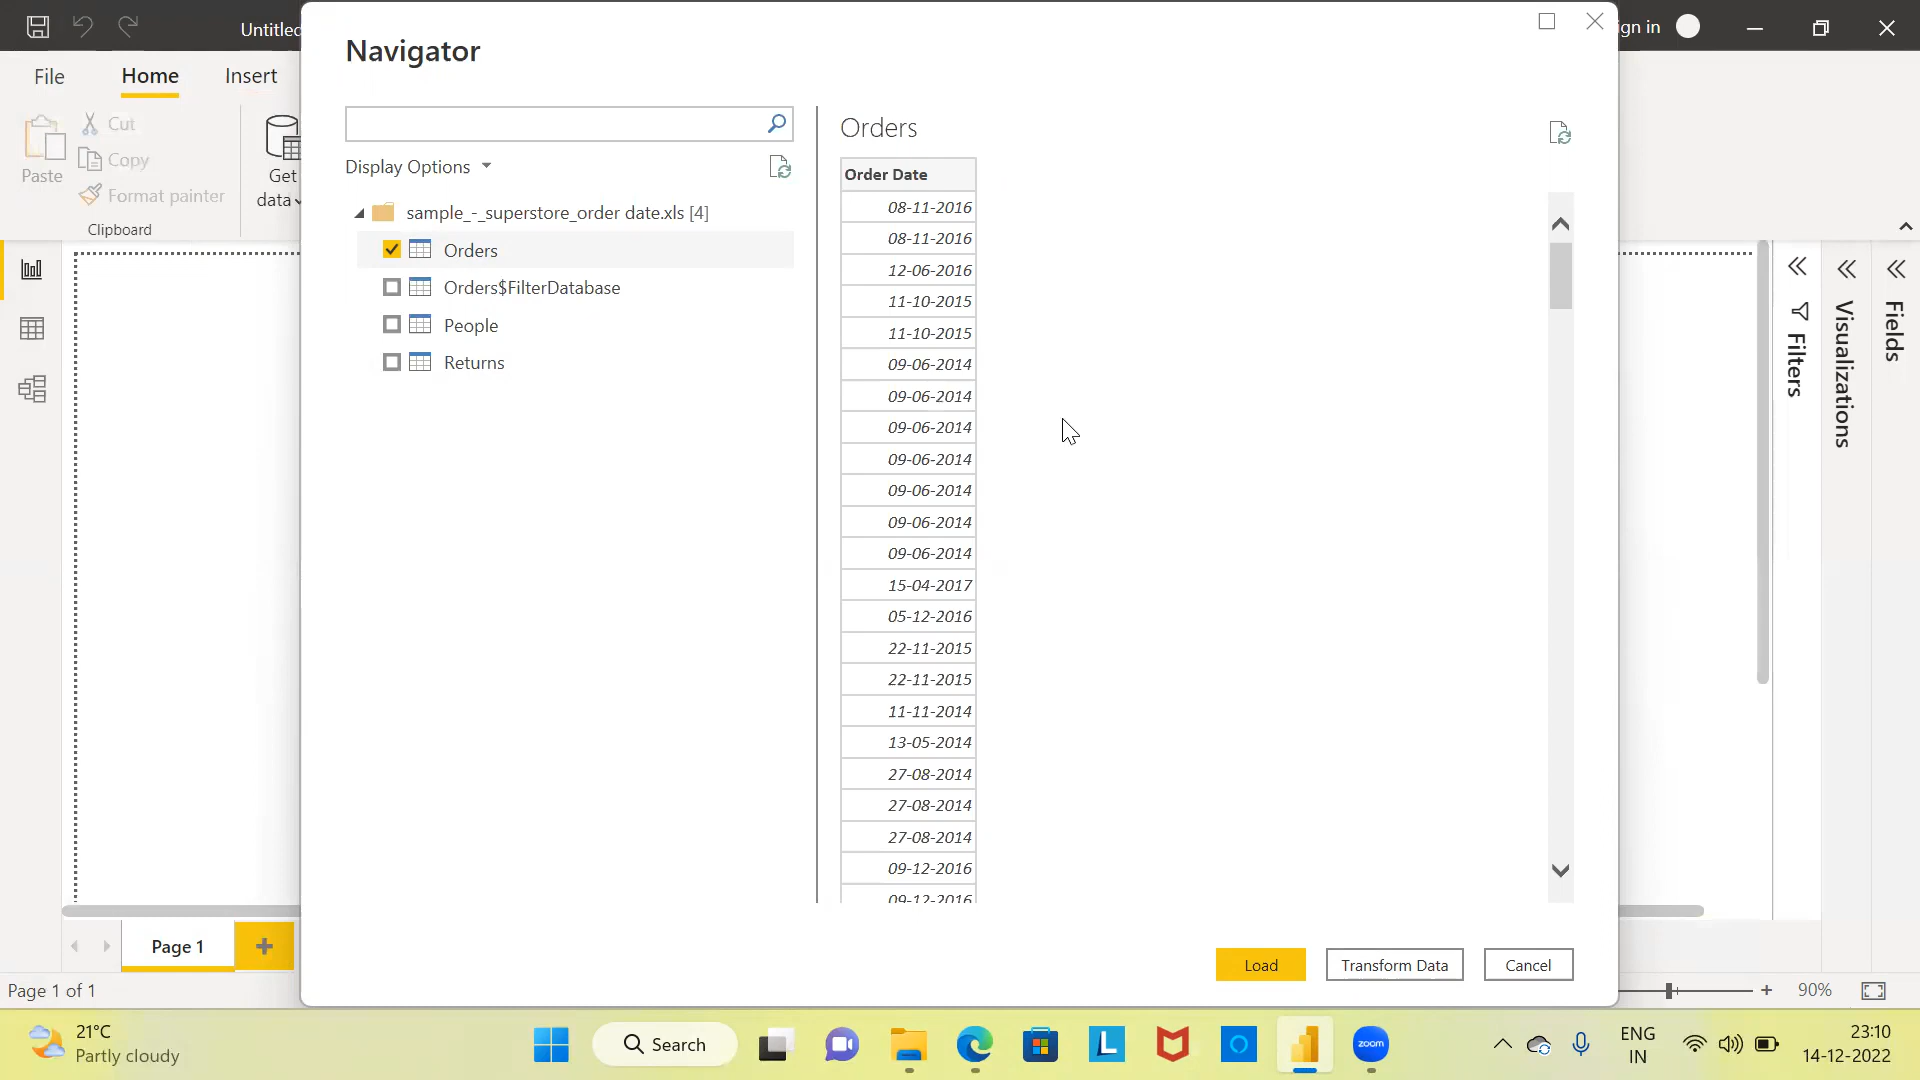 Untitled
Sign in
File
Home
Insert
Paste
Cut
Copy
Format painter
Clipboard
Get
data
Navigator
Display Options
sample_-_superstore_order date.xls [4]
Orders
Orders$FilterDatabase
People
Returns
Orders
Order Date
08-11-2016
08-11-2016
12-06-2016
11-10-2015
11-10-2015
09-06-2014
09-06-2014
09-06-2014
09-06-2014
09-06-2014
09-06-2014
09-06-2014
15-04-2017
05-12-2016
22-11-2015
22-11-2015
11-11-2014
13-05-2014
27-08-2014
27-08-2014
27-08-2014
09-12-2016
09-12-2016
Load
Transform Data
Cancel
Filters
Visualizations
Fields
Page 1
Page 1 of 1
90%
21°C
Partly cloudy
Search
zoom
ENG
IN
23:10
14-12-2022